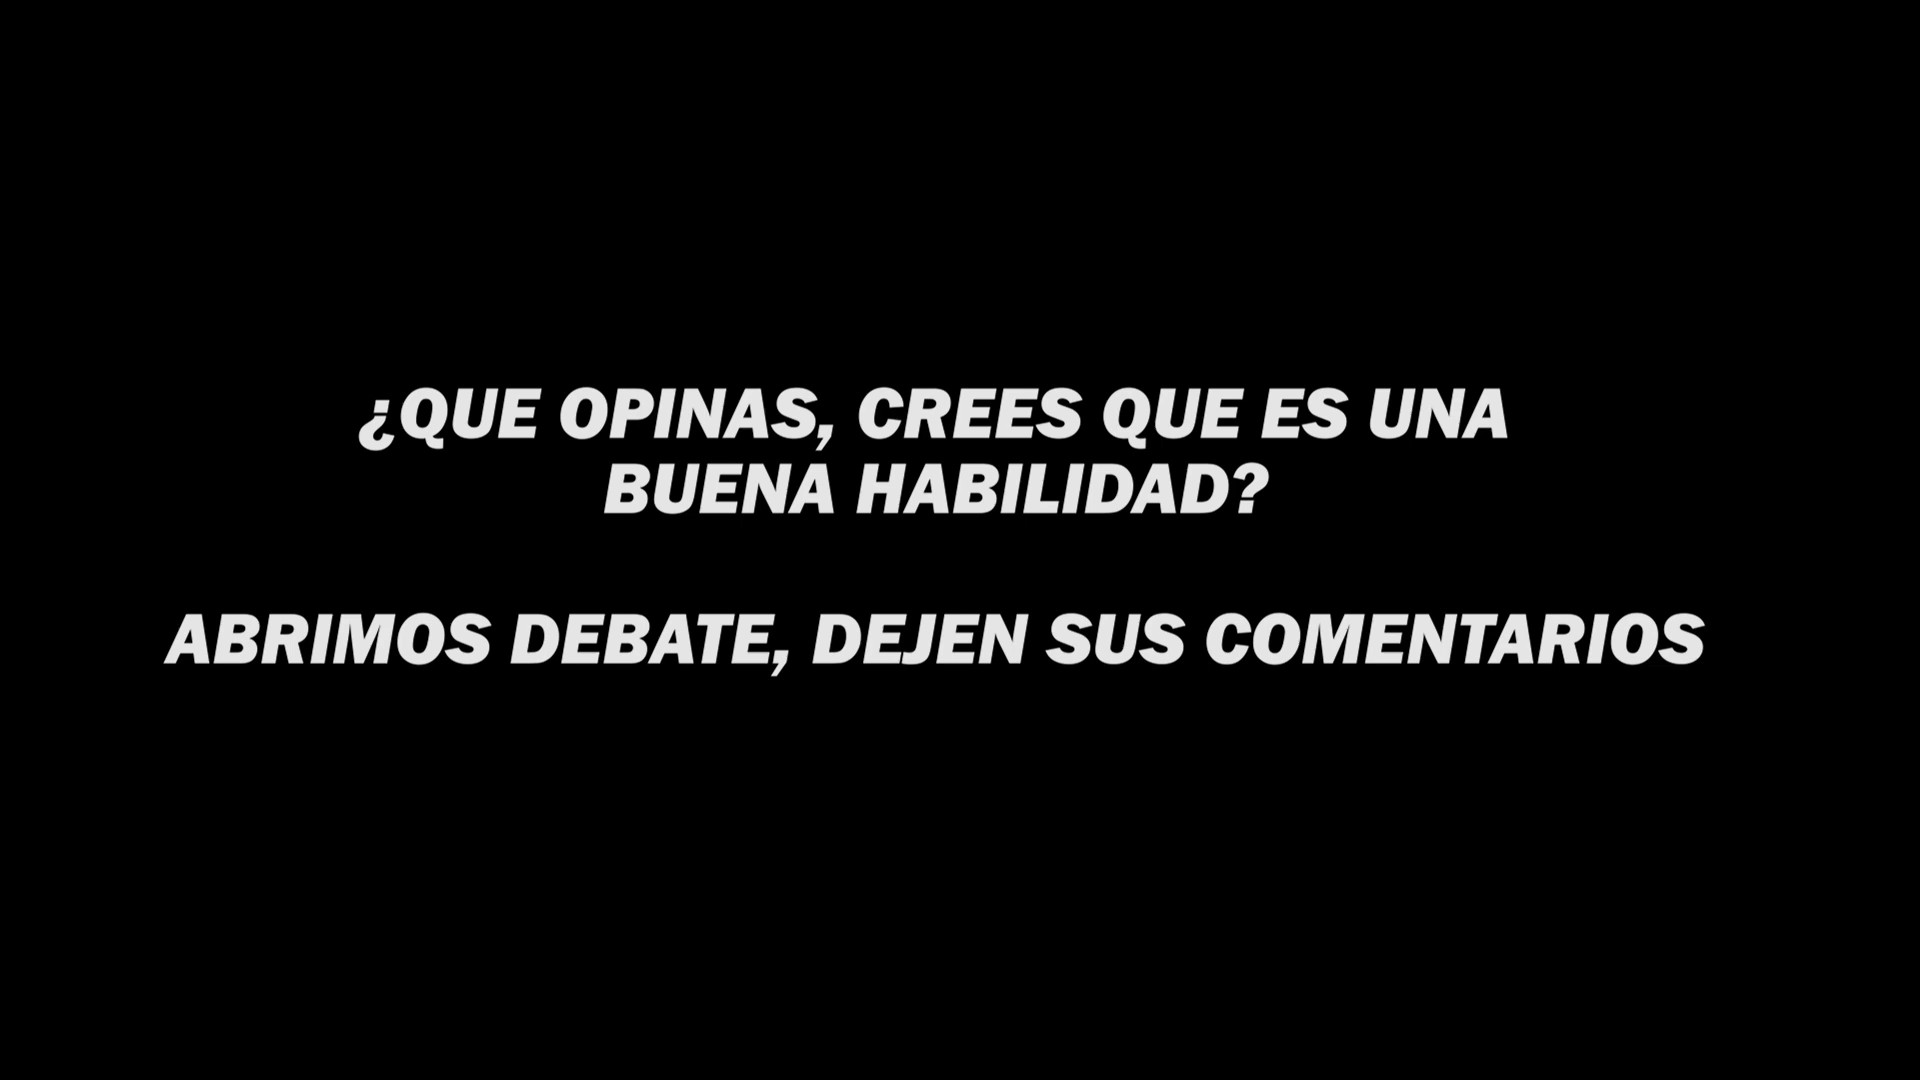 ¿QUE OPINAS, CREES QUE ES UNA
BUENA HABILIDAD?
ABRIMOS DEBATE, DEJEN SUS COMENTARIOS